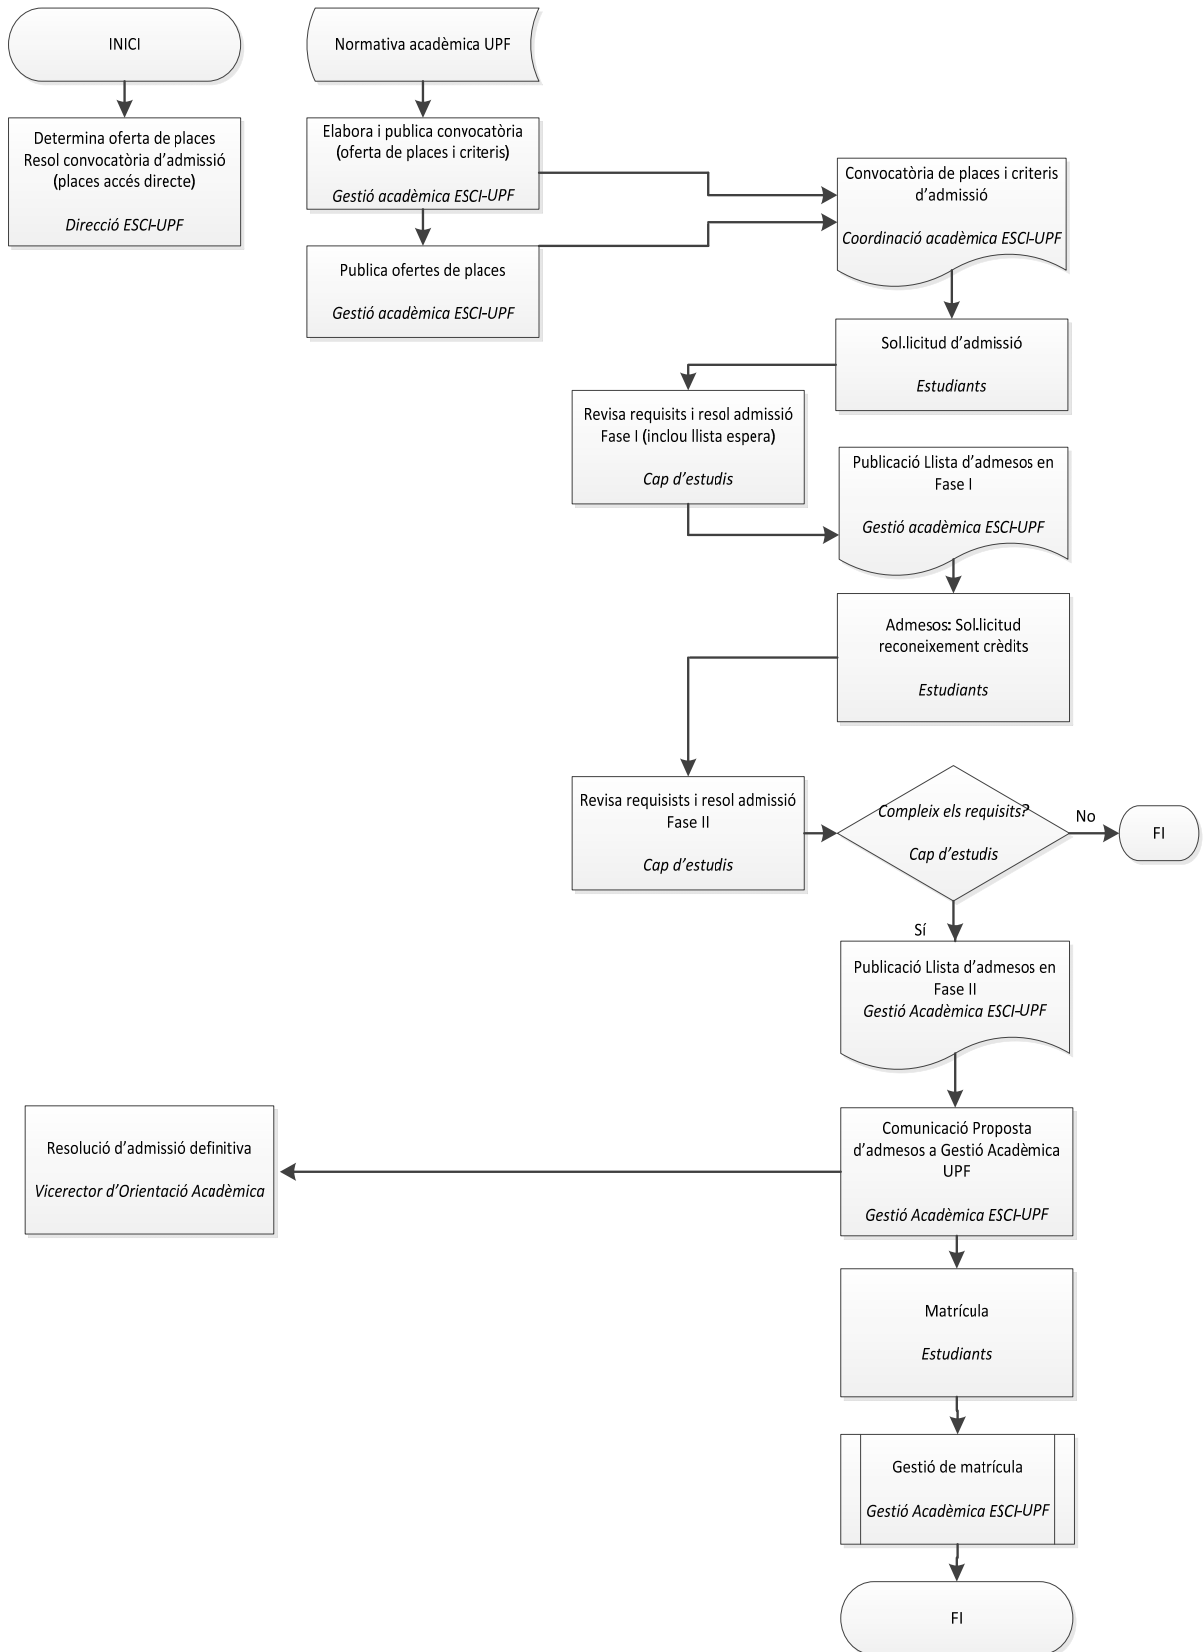 INICI
Normativa acadèmica UPF
Determina oferta de places
Resol convocatòria d'admissió
(places accés directe)
Direcció ESCI-UPF
Elabora i publica convocatòria
(oferta de places i criteris)
Gestió acadèmica ESCI-UPF
Publica ofertes de places
Gestió acadèmica ESCI-UPF
Convocatòria de places i criteris
d'admissió
Coordinació acadèmica ESCI-UPF
Sol.licitud d'admissió
Estudiants
Revisa requisits i resol admissió
Fase I (inclou llista espera)
Cap d'estudis
Publicació Llista d'admesos en
Fase I
Gestió acadèmica ESCI-UPF
Admesos: Sol.licitud
reconeixement crèdits
Estudiants
Revisa requisists i resol admissió
Fase II
Cap d'estudis
Compleix els requisits?
Cap d'estudis
No
FI
Sí
Publicació Llista d'admesos en
Fase II
Gestió Acadèmica ESCI-UPF
Comunicació Proposta
d'admesos a Gestió Acadèmica
UPF
Gestió Acadèmica ESCI-UPF
Resolució d'admissió definitiva
Vicerector d'Orientació Acadèmica
Matrícula
Estudiants
Gestió de matrícula
Gestió Acadèmica ESCI-UPF
FI